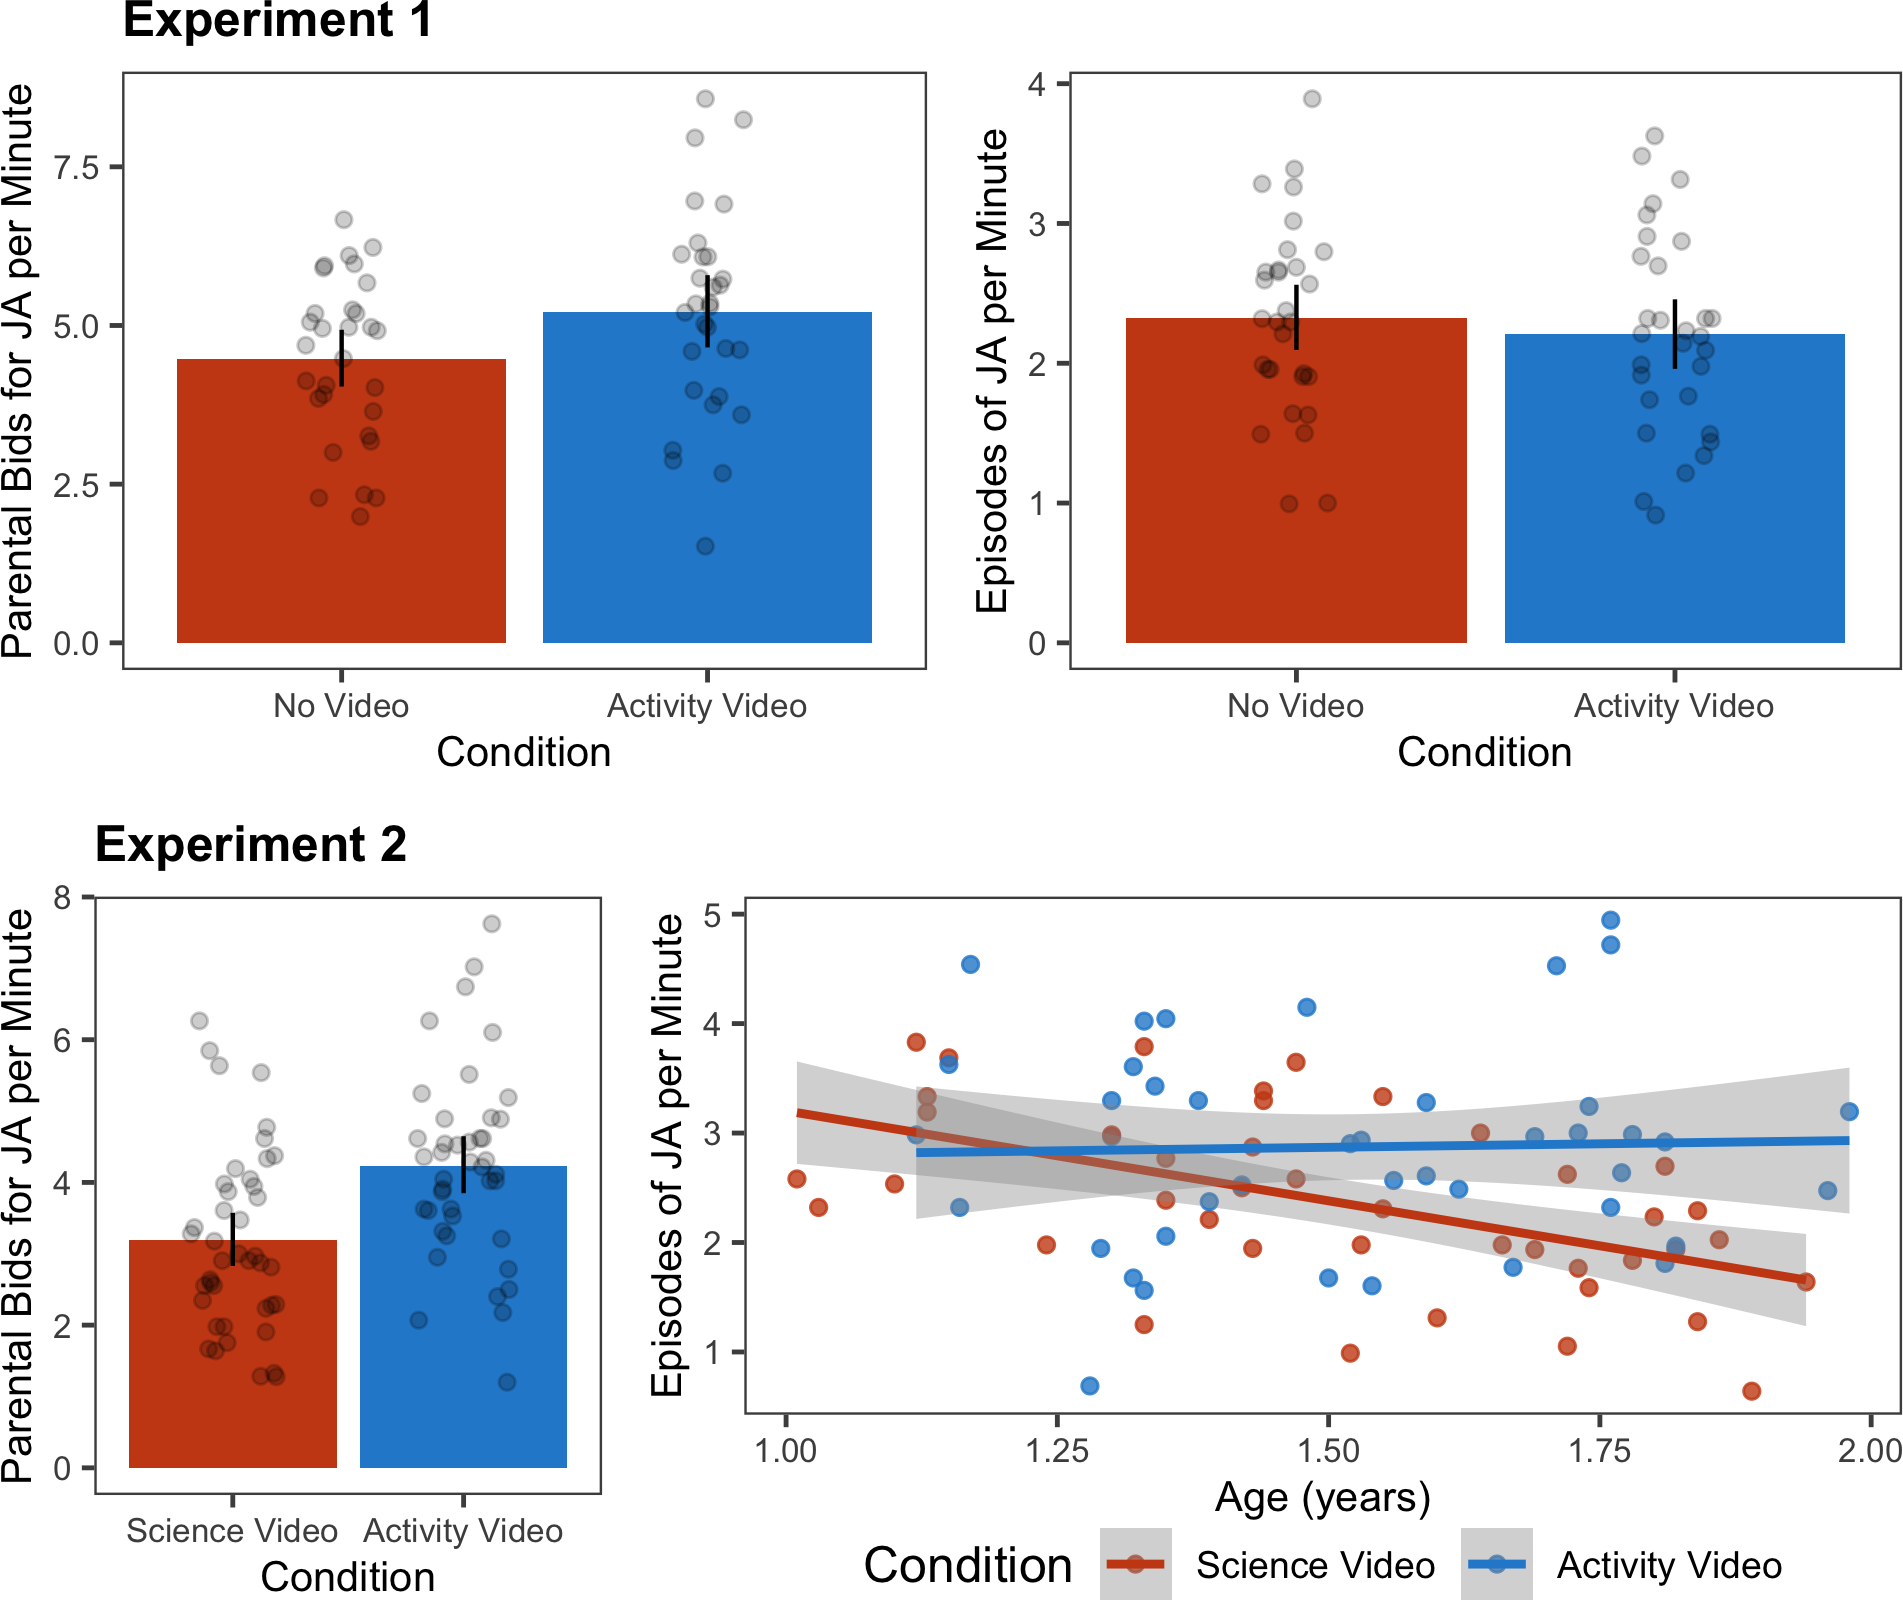 Experiment 1
Parental Bids for JA per Minute
7.5
5.0
2.5
0.0
No Video Activity Video
Condition
Episodes of JA per Minute
4
3
2
1
0
No Video Activity Video
Condition
Experiment 2
Parental Bids for JA per Minute
8
6
4
2
0
Science Video Activity Video
Condition
Episodes of JA per Minute
5
4
3
2
1
1.00 1.25 1.50 1.75 2.00
Age (years)
Condition Science Video Activity Video